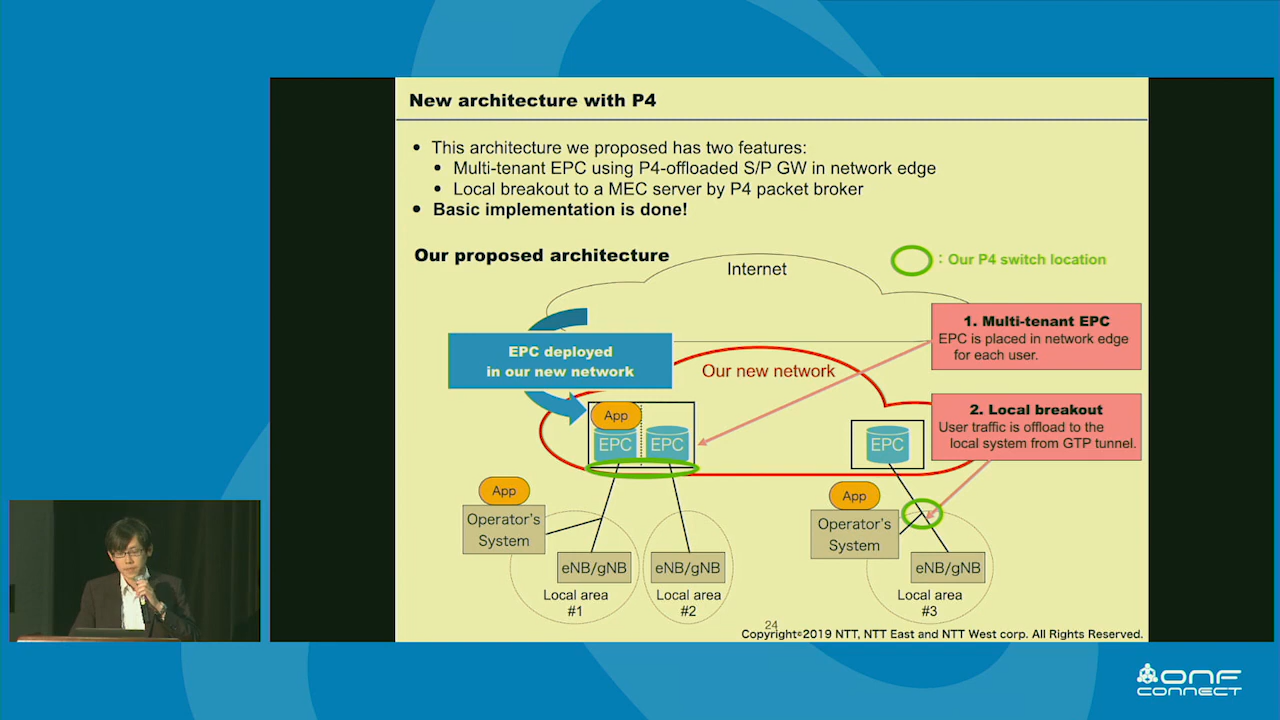 New architecture with P4
• This architecture we proposed has two features:
• Multi-tenant EPC using P4-offloaded S/P GW in network edge
• Local breakout to a MEC server by P4 packet broker
• Basic implementation is done!
Our proposed architecture
Internet
: Our P4 switch location
1. Multi-tenant EPC
EPC is placed in network edge
for each user.
EPC deployed
in our new network
Our new network
2. Local breakout
User traffic is offload to the
local system from GTP tunnel.
App
EPC
EPC
EPC
App
Operator's
System
App
Operator's
System
eNB/gNB
eNB/gNB
eNB/gNB
Local area
#1
Local area
#2
Local area
#3
24
Copyright©2019 NTT, NTT East and NTT West corp. All Rights Reserved.
ONF
CONNECT